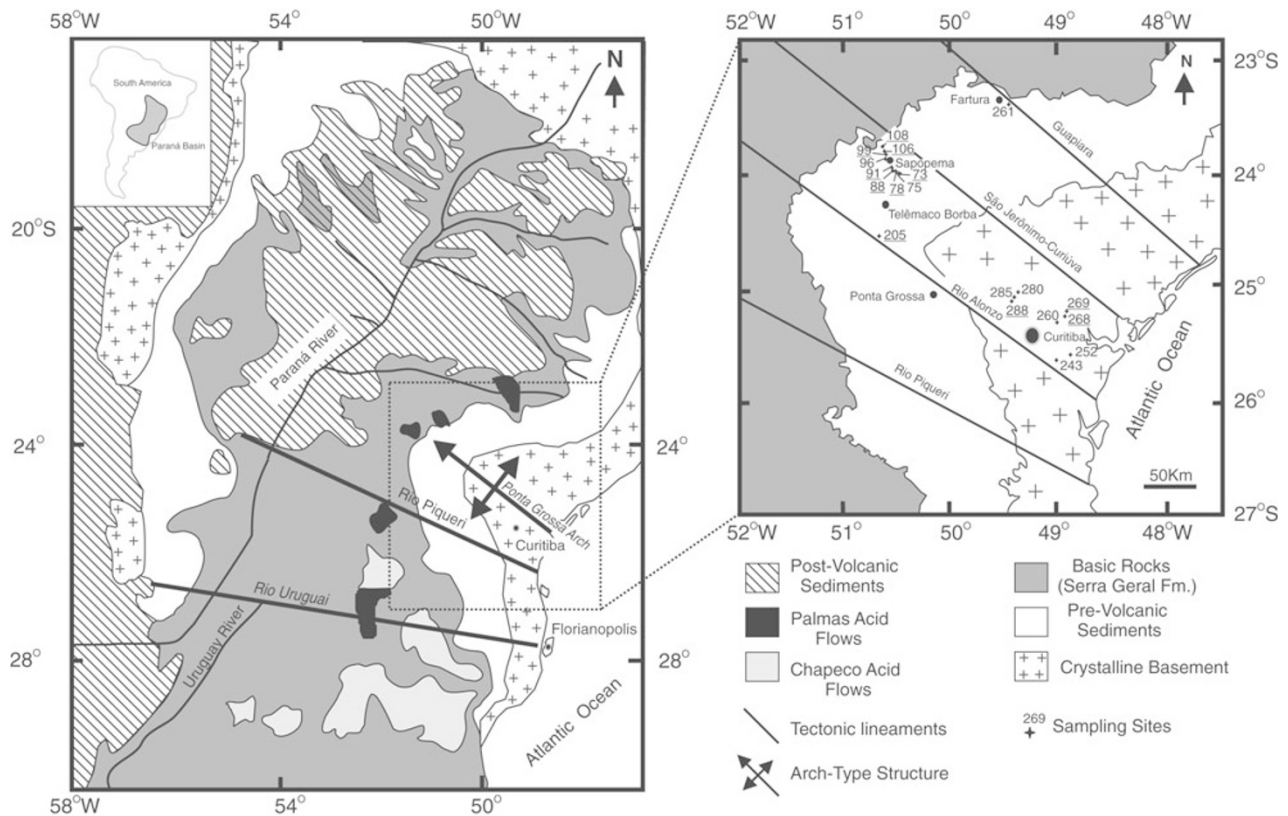 58°W
54°
50°
South America
Paraná Basin
N
20°S
24°
28°
24°
28°
Paraná River
Rio Piqueri
Ponta Grossa Arch
Curitiba
Rio Uruguai
Uruguay River
Florianopolis
Atlantic Ocean
58°W
54°
50°
52°W
51°W
50°W
49°W
48°W
N
23°S
24°S
25°S
26°S
27°S
Fartura
261
Guapiara
108
99
106
96
Sapopema
91
73
88
78
75
Telêmaco Borba
São Jerônimo-Curiúva
205
Ponta Grossa
Rio Alonzo
285
280
288
269
260
268
Curitiba
252
243
Rio Piqueri
Atlantic Ocean
50Km
52°W
51°W
50°W
49°W
48°W
Post-Volcanic
Sediments
Palmas Acid
Flows
Chapeco Acid
Flows
Tectonic lineaments
Arch-Type Structure
Basic Rocks
(Serra Geral Fm.)
Pre-Volcanic
Sediments
Crystalline Basement
269
Sampling Sites